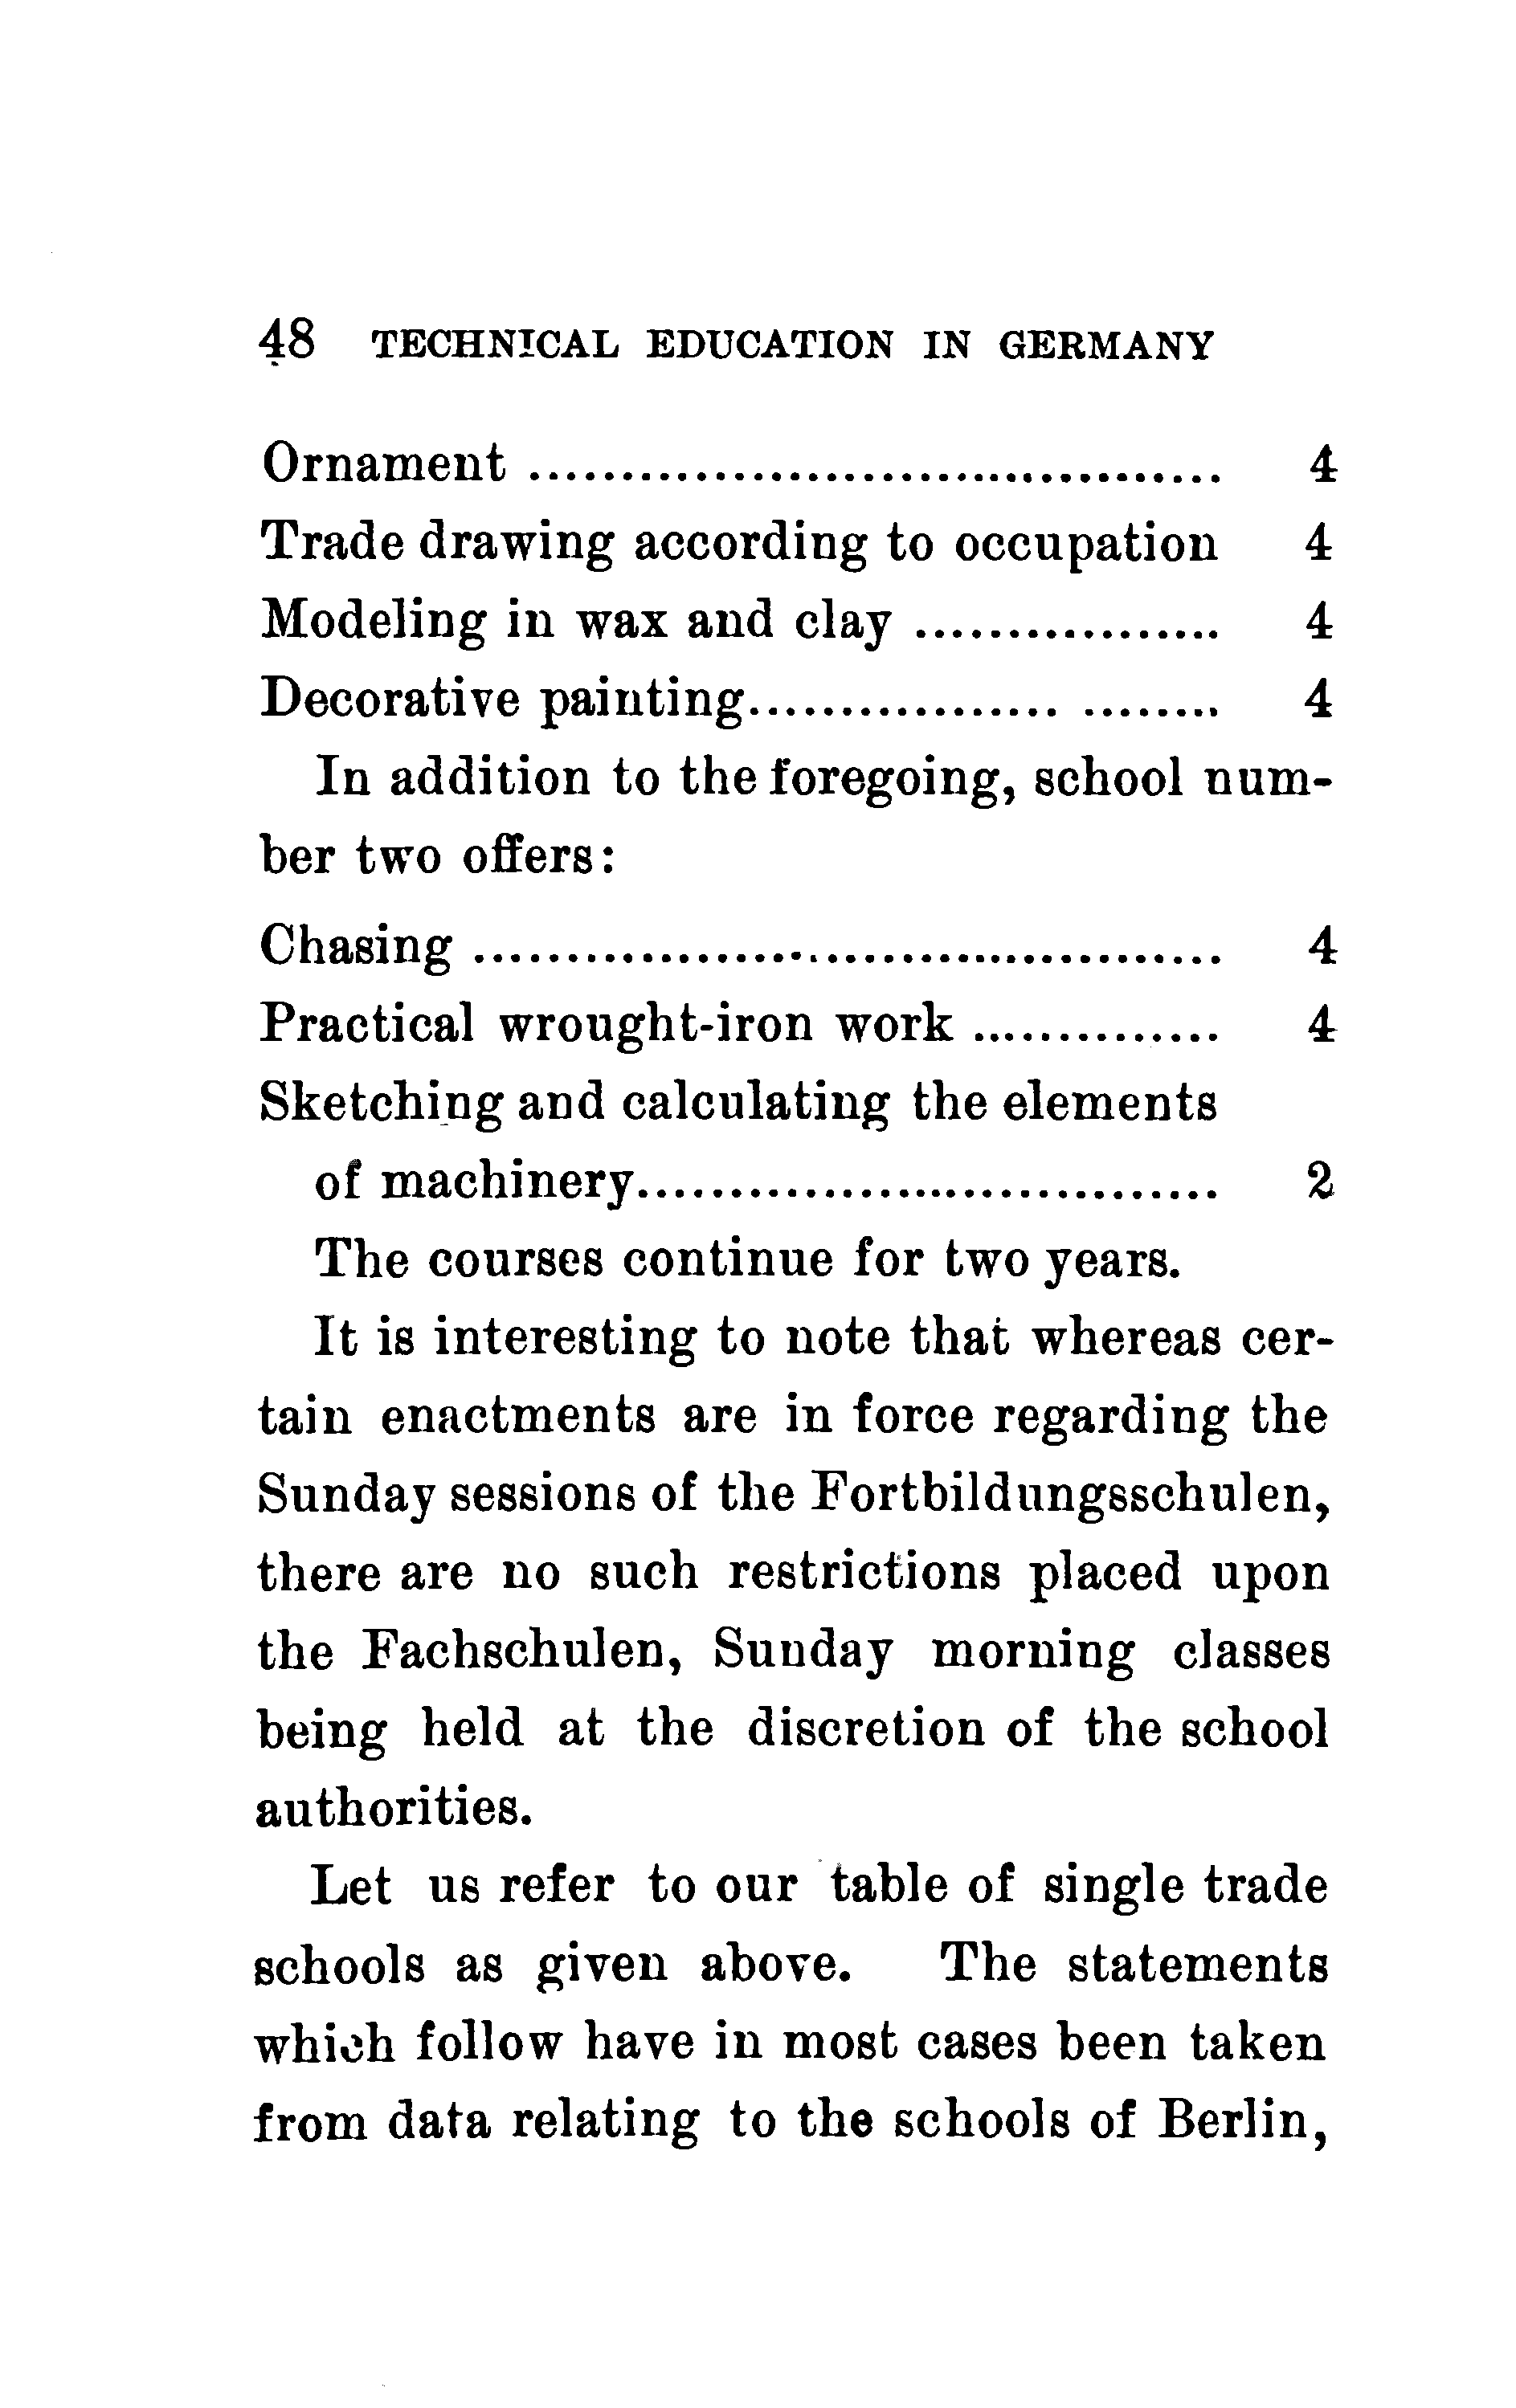 48 TECHNICAL EDUCATION IN GERMANY
Ornament ...................................... 4
Trade drawing according to occupation 4
Modeling in wax and clay ................. 4
Decorative painting................. ........ 4
In addition to the foregoing, school num-
ber two offers:
Chasing ......................................... 4
Practical wrought-iron work .............. 4
Sketching and calculating the elements
of machinery................................ 2
The courses continue for two years.
It is interesting to note that whereas cer-
tain enactments are in force regarding the
Sunday sessions of the Fortbildungsschulen,
there are no such restrictions placed upon
the Fachschulen, Sunday morning classes
being held at the discretion of the school
authorities.
Let us refer to our table of single trade
schools as given above. The statements
which follow have in most cases been taken
from data relating to the schools of Berlin,